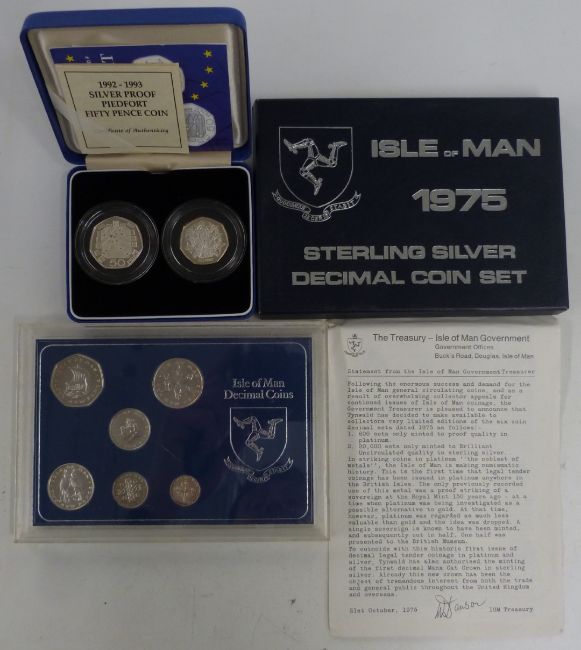 1992 - 1993
SILVER PROOF
PIEDFORT
FIFTY PENCE COIN
Certificate of Authenticity
50
ISLE OF MAN
1975
STERLING SILVER
DECIMAL COIN SET
Isle of Man
Decimal Coins
The Treasury – Isle of Man Government
Government Offices
Buck's Road, Douglas, Isle of Man
Statement from the Isle of Man Government Treasurer
Following the enormous success and demand for the
Isle of Man general circulating coins, and as a
result of overwhelming collector appeals for
continued issues of Isle of Man coinage, the
Government Treasurer is pleased to announce that
Tynwald has decided to make available to
collectors very limited editions of the six coin
decimal sets dated 1975 as follows:
1. 600 sets only minted to proof quality in
platinum.
2. 20,000 sets only minted to Brilliant
Uncirculated quality in sterling silver.
In striking coins in platinum "the noblest of
metals", the Isle of Man is making numismatic
history. This is the first time that legal tender
coinage has been issued in platinum anywhere in
the British Isles. The only previously recorded
use of this metal was a proof striking of a
sovereign at the Royal Mint 150 years ago - at a
time when platinum was being investigated as a
possible alternative to gold. At that time,
however, platinum was regarded as much less
valuable than gold and the idea was dropped. A
single sovereign is known to have been minted,
and subsequently cut in half. One half was
presented to the British Museum.
To coincide with this historic first issue of
decimal legal tender coinage in platinum and
silver, Tynwald has also authorised the minting
of the first decimal Manx Cat Crown in sterling
silver. Already this new crown has been the
object of tremendous interest from both the trade
and general public throughout the United Kingdom
and overseas.
31st October, 1975
IOM Treasury